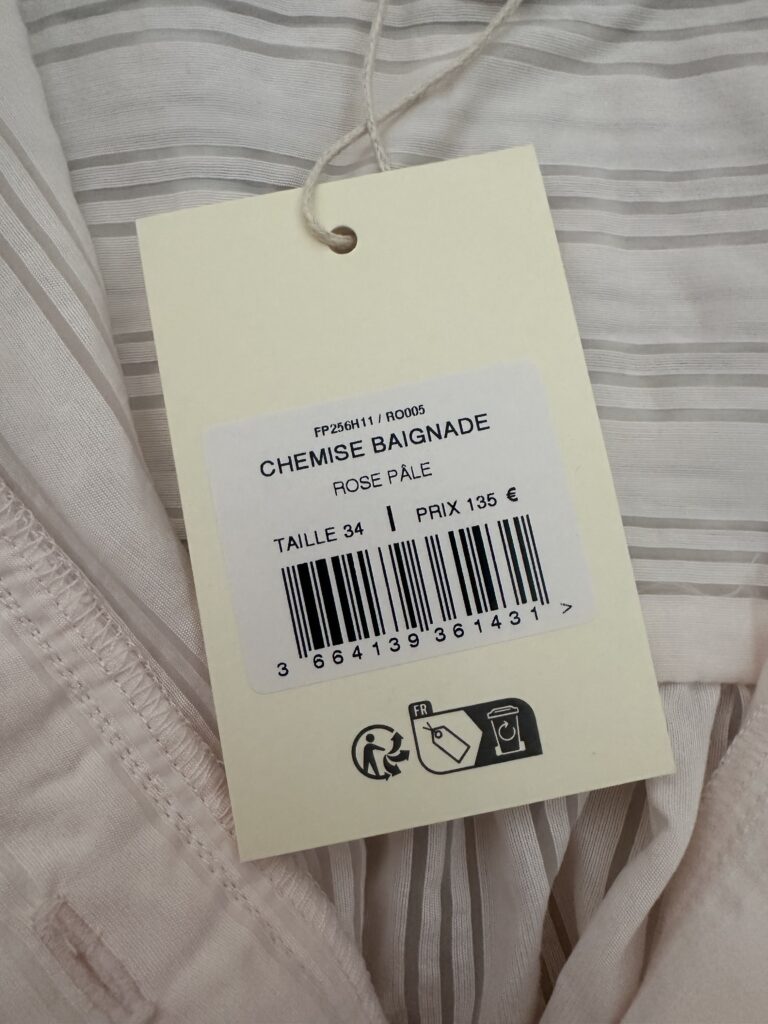 FP256H11 / RO005
CHEMISE BAIGNADE
ROSE PÂLE
TAILLE 34 | PRIX 135 €
3 664139 361431 >
FR